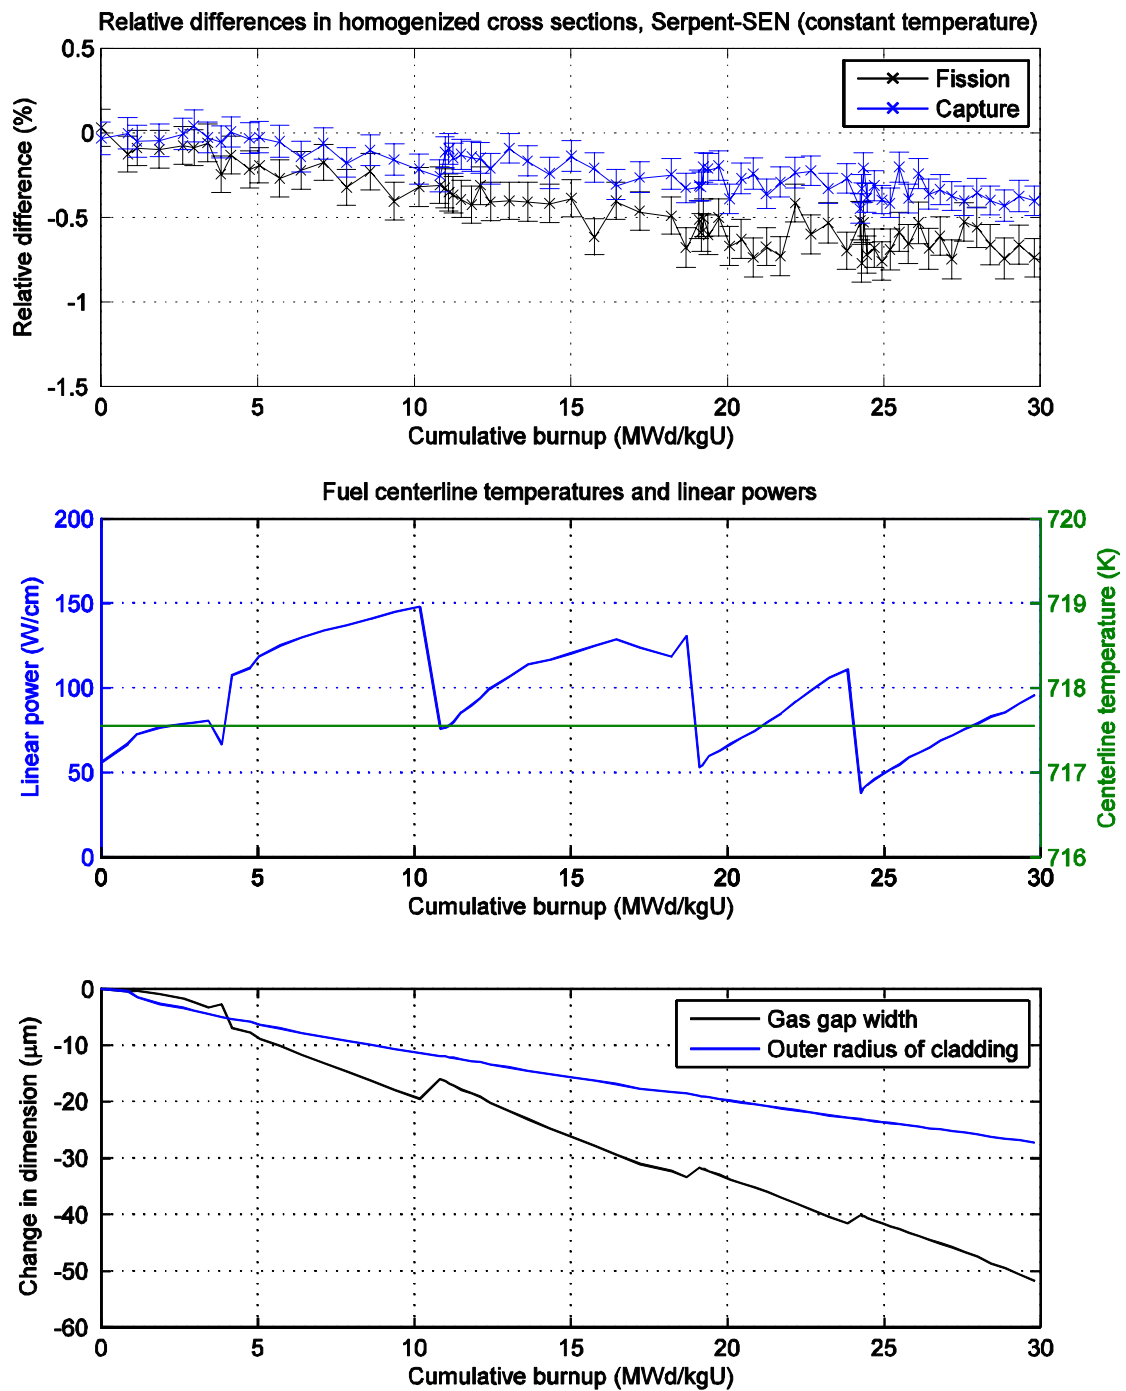 Relative differences in homogenized cross sections, Serpent-SEN (constant temperature)
0.5
0
-0.5
-1
-1.5
Relative difference (%)
Fission
Capture
0 5 10 15 20 25 30
Cumulative burnup (MWd/kgU)
Fuel centerline temperatures and linear powers
200
150
100
50
0
Linear power (W/cm)
720
719
718
717
716
Centerline temperature (K)
0 5 10 15 20 25 30
Cumulative burnup (MWd/kgU)
0
-10
-20
-30
-40
-50
-60
Change in dimension (μm)
Gas gap width
Outer radius of cladding
0 5 10 15 20 25 30
Cumulative burnup (MWd/kgU)